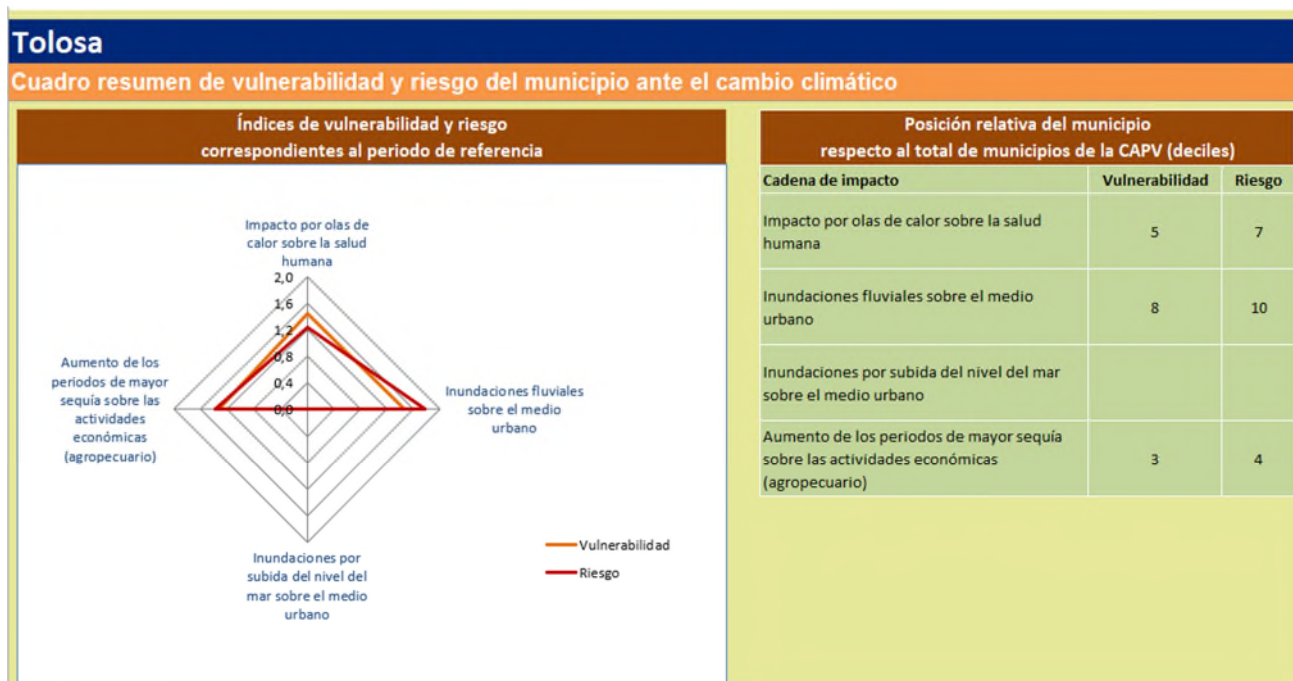 Tolosa
Cuadro resumen de vulnerabilidad y riesgo del municipio ante el cambio climático
Índices de vulnerabilidad y riesgo
correspondientes al periodo de referencia
Impacto por olas de
calor sobre la salud
humana
2,0
1,6
1,2
0,8
0,4
0,0
Aumento de los
periodos de mayor
sequía sobre las
actividades
económicas
(agropecuario)
Inundaciones fluviales
sobre el medio
urbano
Inundaciones por
subida del nivel del
mar sobre el medio
urbano
Vulnerabilidad
Riesgo
Posición relativa del municipio
respecto al total de municipios de la CAPV (deciles)
Cadena de impacto Vulnerabilidad Riesgo
Impacto por olas de calor sobre la salud
humana 5 7
Inundaciones fluviales sobre el medio
urbano 8 10
Inundaciones por subida del nivel del mar
sobre el medio urbano
Aumento de los periodos de mayor sequía
sobre las actividades económicas 3 4
(agropecuario)